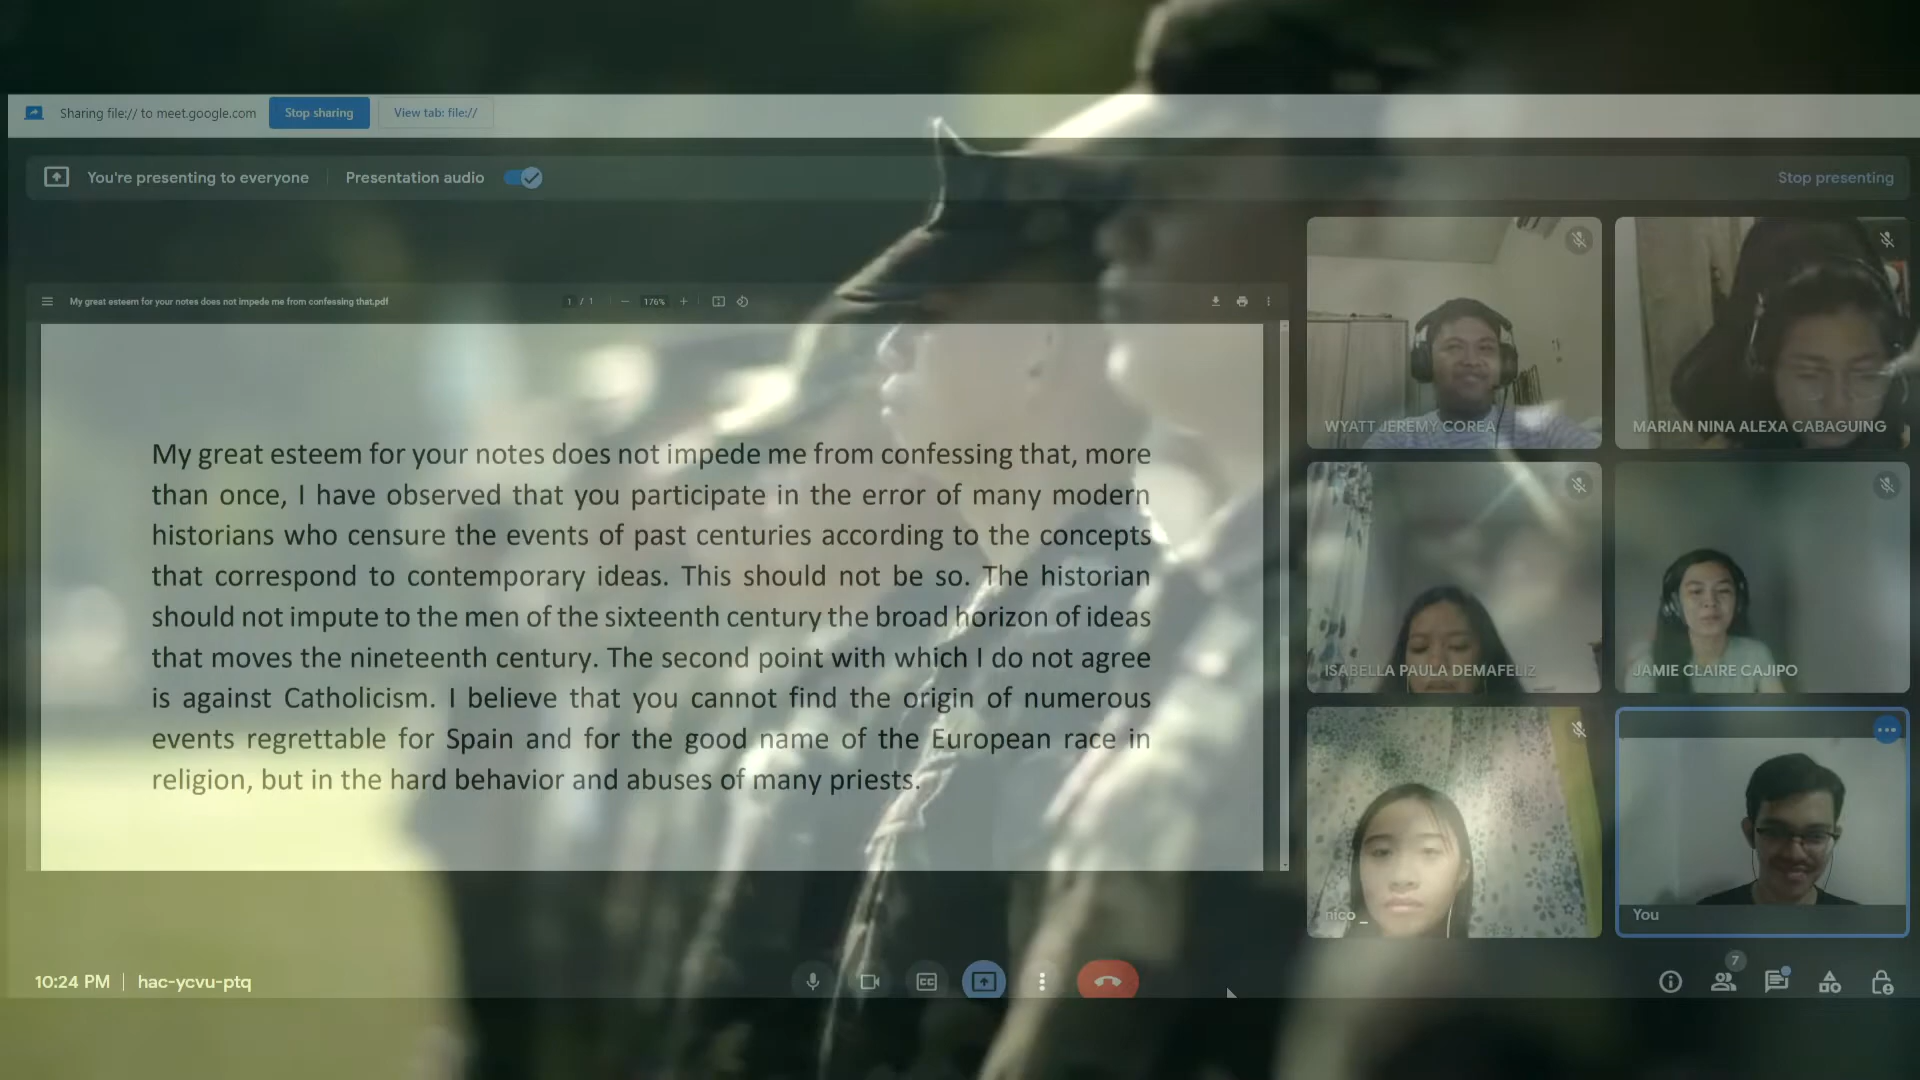 Sharing file:// to meet.google.com
Stop sharing
View tab: file://
You're presenting to everyone
Presentation audio
Stop presenting
My great esteem for your notes does not impede me from confessing that.pdf
1 / 1
176%
My great esteem for your notes does not impede me from confessing that, more
than once, I have observed that you participate in the error of many modern
historians who censure the events of past centuries according to the concepts
that correspond to contemporary ideas. This should not be so. The historian
should not impute to the men of the sixteenth century the broad horizon of ideas
that moves the nineteenth century. The second point with which I do not agree
is against Catholicism. I believe that you cannot find the origin of numerous
events regrettable for Spain and for the good name of the European race in
religion, but in the hard behavior and abuses of many priests.
WYATT JEREMY COREA
MARIAN NINA ALEXA CABAGUING
ISABELLA PAULA DEMAFELIZ
JAMIE CLAIRE CAJIPO
nico _
You
10:24 PM | hac-ycvu-ptq
CC
7